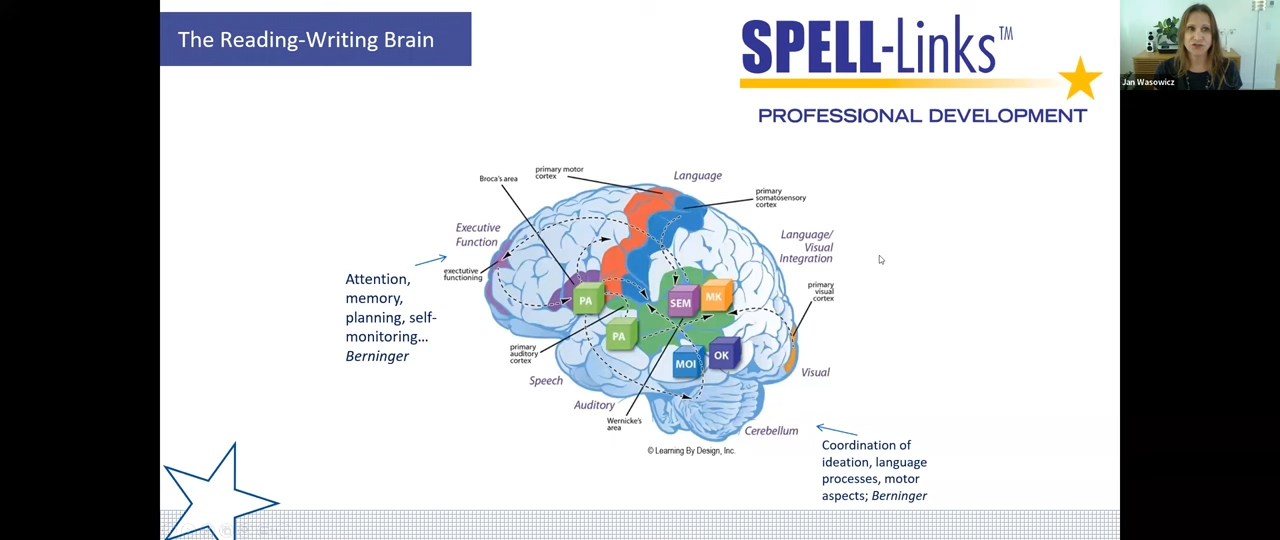 The Reading-Writing Brain
SPELL-Links™
PROFESSIONAL DEVELOPMENT
Jan Wasowicz
primary motor
cortex
Language
Broca's area
primary
somatosensory
cortex
Executive
Function
Language/
Visual
Integration
exectutive
functioning
Attention,
memory,
planning, self-
monitoring...
Berninger
primary
visual
cortex
PA
SEM
MK
PA
MOI
OK
primary
auditory
cortex
Speech
Visual
Auditory
Wernicke's
area
Cerebellum
© Learning By Design, Inc.
Coordination of
ideation, language
processes, motor
aspects; Berninger